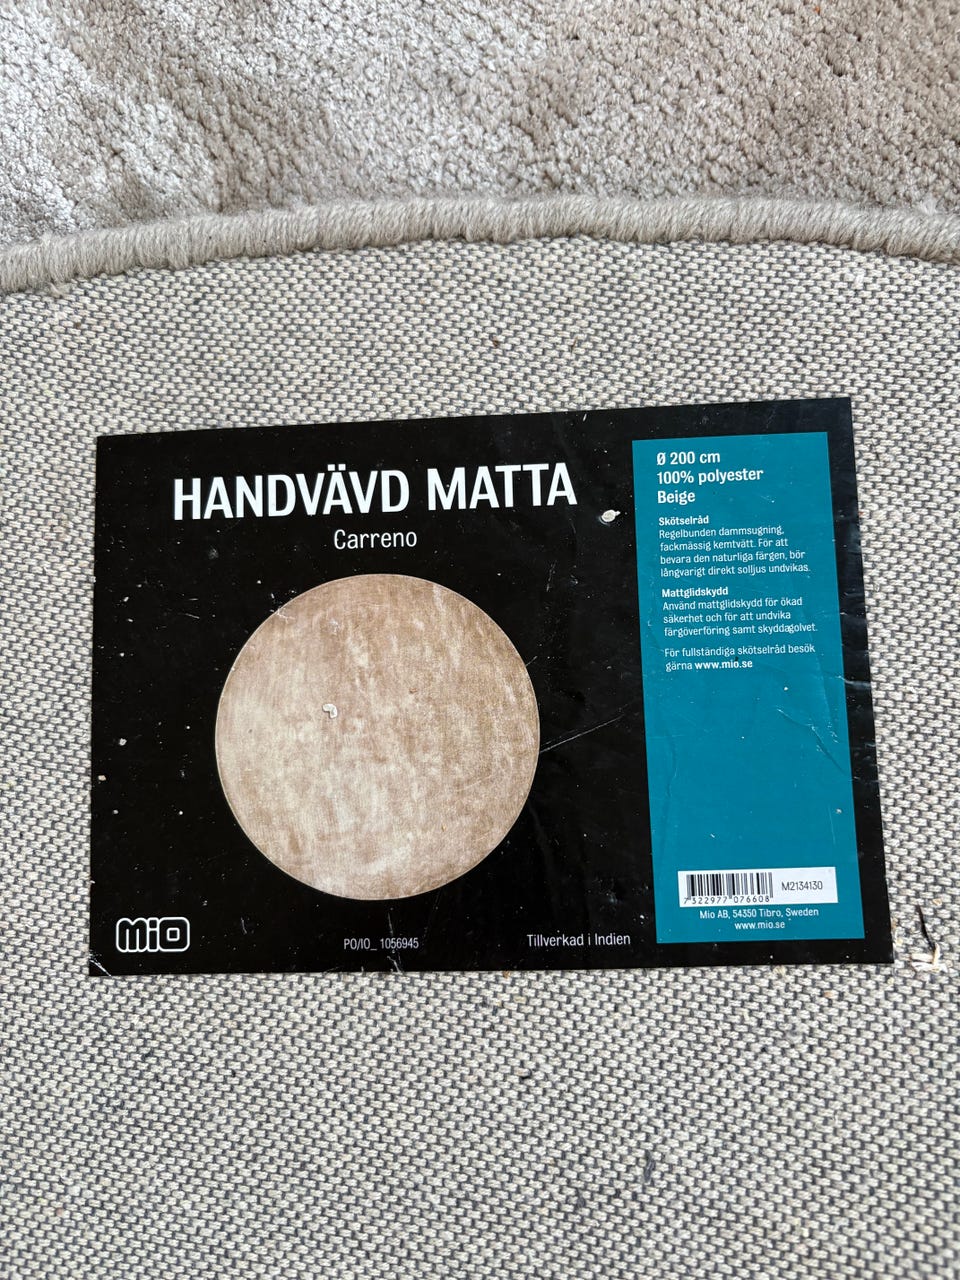 HANDVÄVD MATTA
Carreno
MiO
PO/IO_ 1056945
Tillverkad i Indien
Ø 200 cm
100% polyester
Beige
Skötselråd
Regelbunden dammsugning,
fackmässig kemtvätt. För att
bevara den naturliga färgen, bör
långvarigt direkt solljus undvikas.
Mattglidskydd
Använd mattglidskydd för ökad
säkerhet och för att undvika
färgöverföring samt skydda golvet.
För fullständiga skötselråd besök
gärna www.mio.se
M2134130
7322977076608
Mio AB, 54350 Tibro, Sweden
www.mio.se